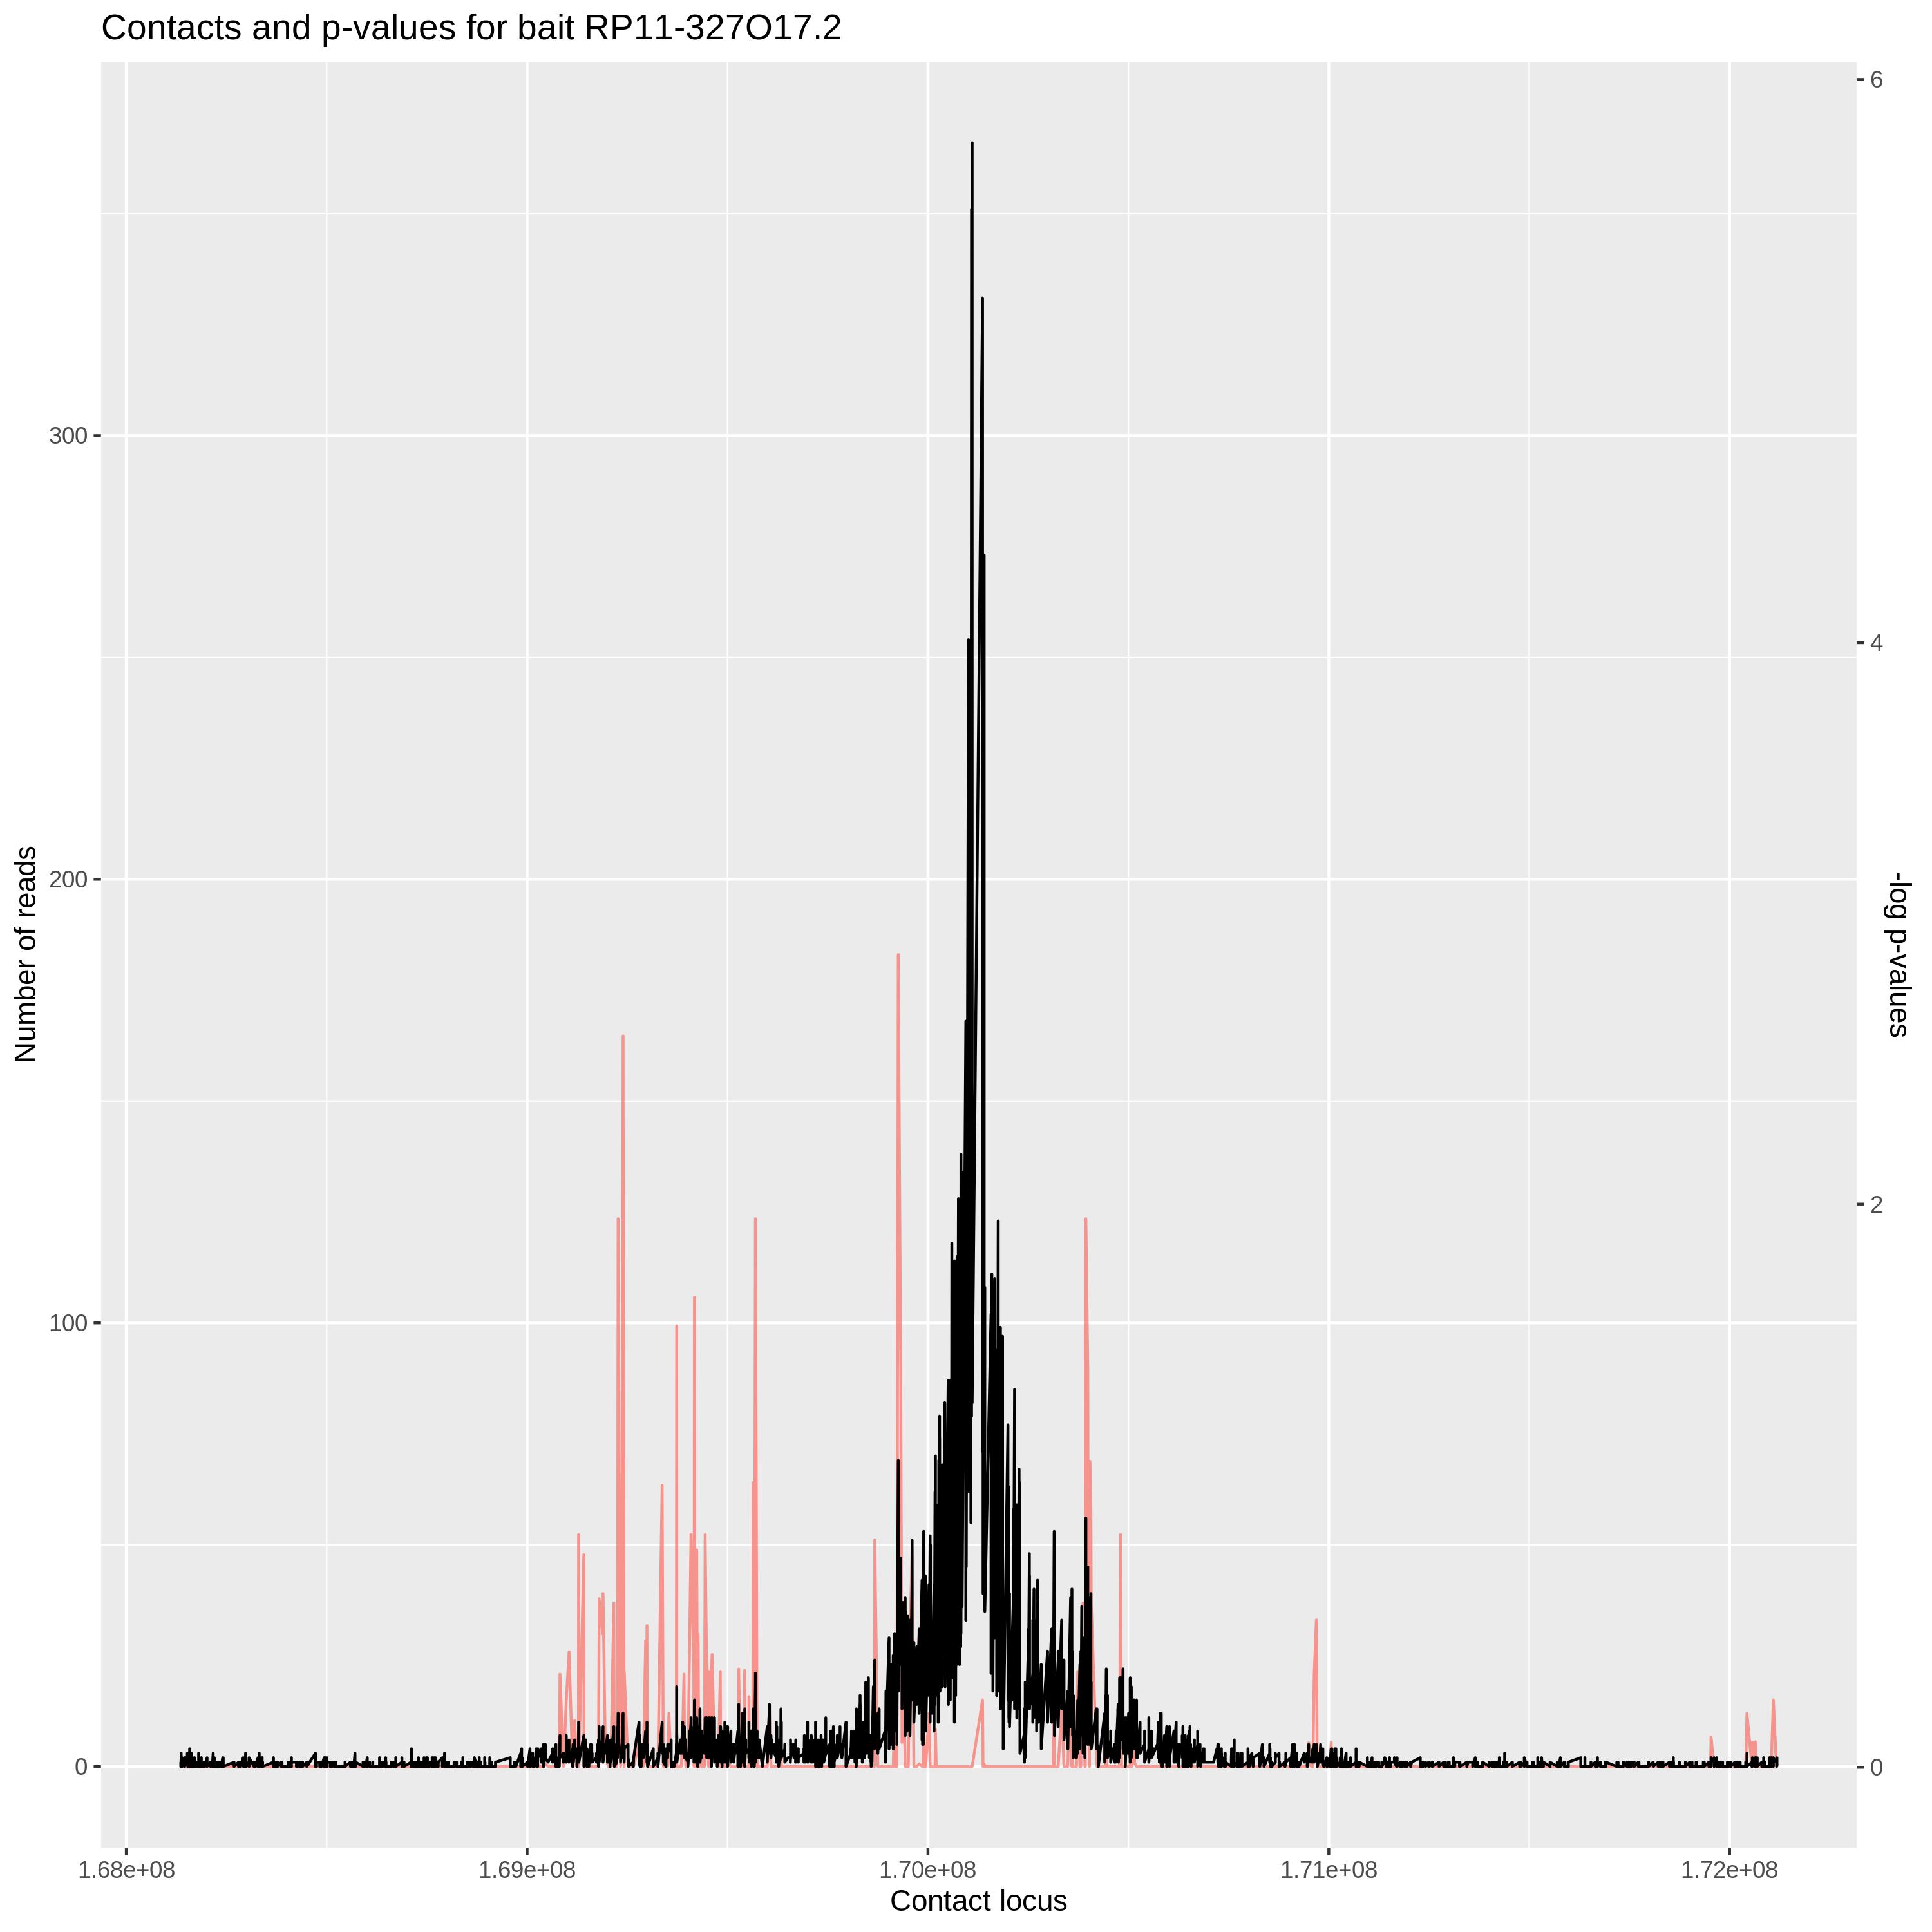 Contacts and p-values for bait RP11-327O17.2
6
300
4
200
Number of reads
-log p-values
2
100
0
0
1.68e+08
1.69e+08
1.70e+08
1.71e+08
1.72e+08
Contact locus